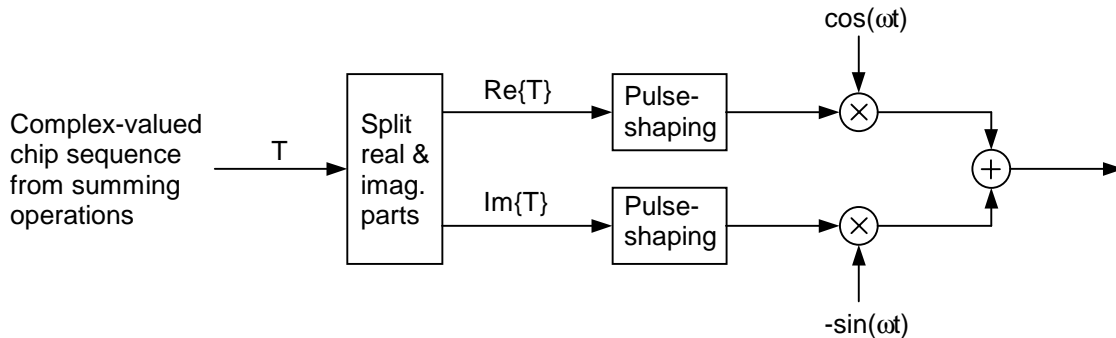 cos(ωt)
Complex-valued
chip sequence
from summing
operations
T
Split
real &
imag.
parts
Re{T}
Pulse-
shaping
Im{T}
Pulse-
shaping
-sin(ωt)